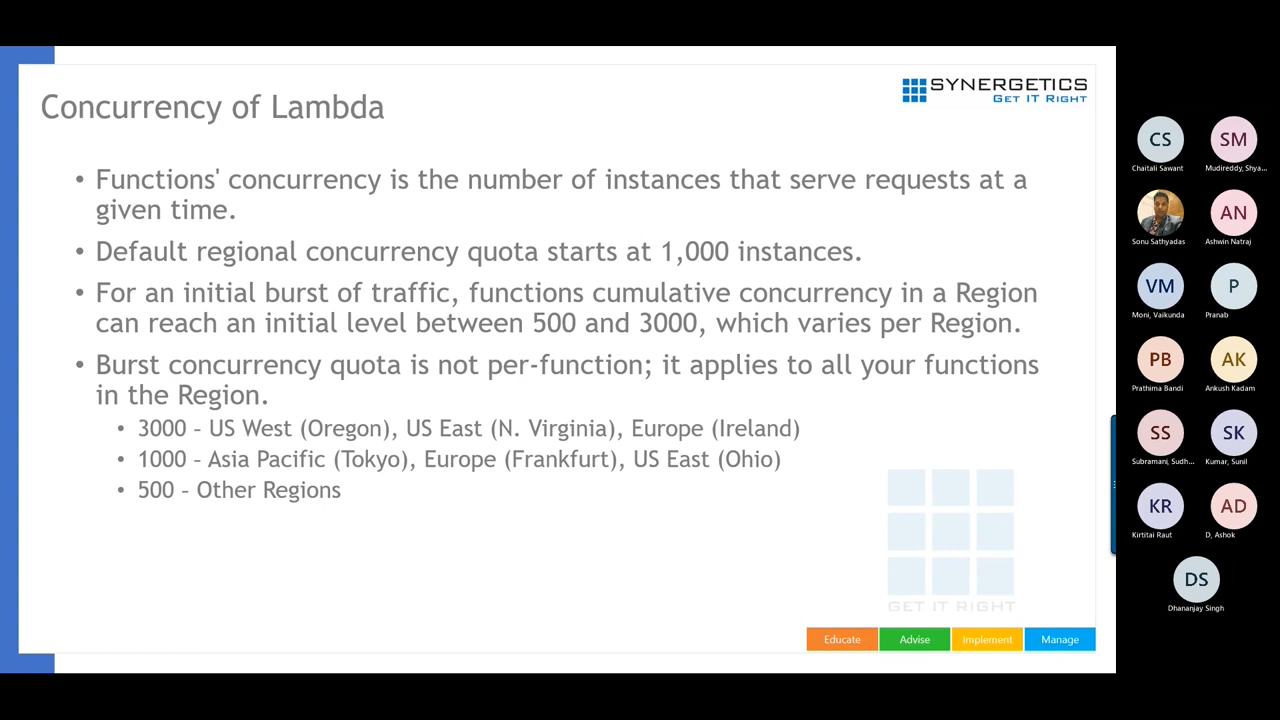 SYNERGETICS
GET IT RIGHT
Concurrency of Lambda
• Functions' concurrency is the number of instances that serve requests at a
given time.
• Default regional concurrency quota starts at 1,000 instances.
• For an initial burst of traffic, functions cumulative concurrency in a Region
can reach an initial level between 500 and 3000, which varies per Region.
• Burst concurrency quota is not per-function; it applies to all your functions
in the Region.
• 3000 – US West (Oregon), US East (N. Virginia), Europe (Ireland)
• 1000 – Asia Pacific (Tokyo), Europe (Frankfurt), US East (Ohio)
• 500 – Other Regions
GET IT RIGHT
Educate Advise Implement Manage
CS SM
Chaitali Sawant Mudireddy, Shya...
AN
Sonu Sathyadas Ashwin Natraj
VM P
Moni, Vaikunda Pranab
PB AK
Prathima Bandi Ankush Kadam
SS SK
Subramani, Sudh... Kumar, Sunil
KR AD
Kirtitai Raut D, Ashok
DS
Dhananjay Singh